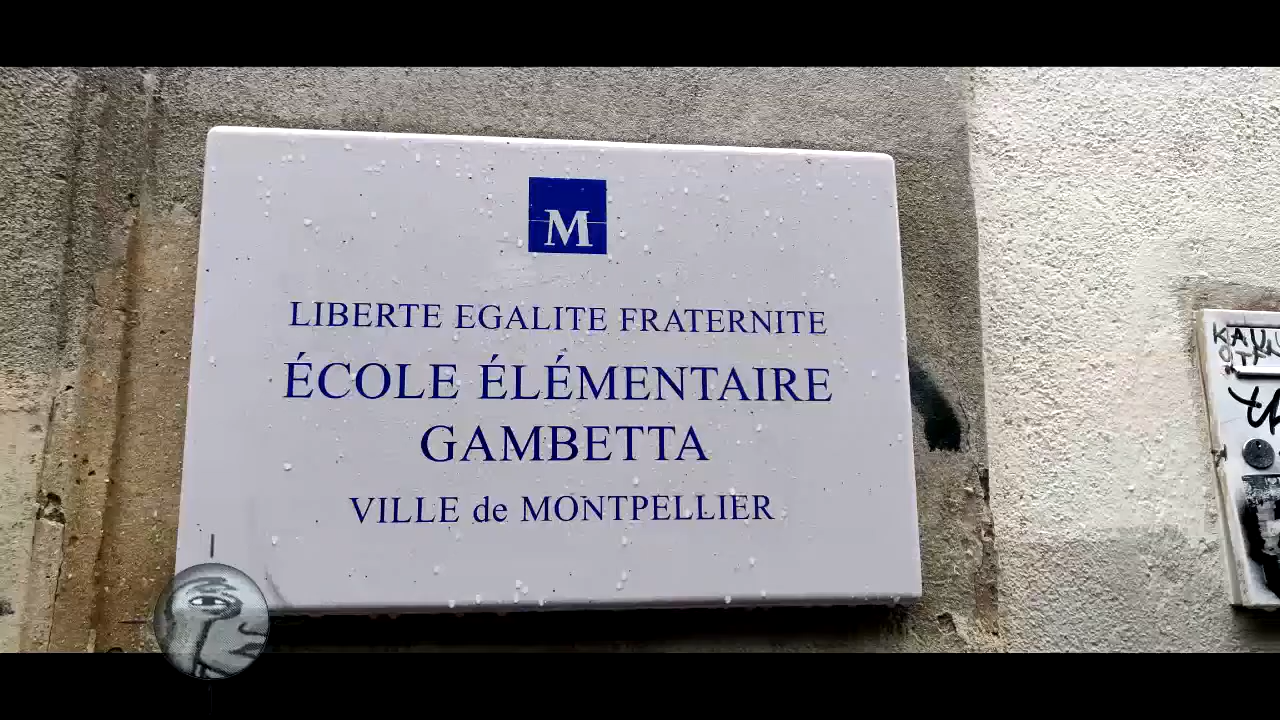 M
LIBERTE EGALITE FRATERNITE
ÉCOLE ÉLÉMENTAIRE
GAMBETTA
VILLE de MONTPELLIER